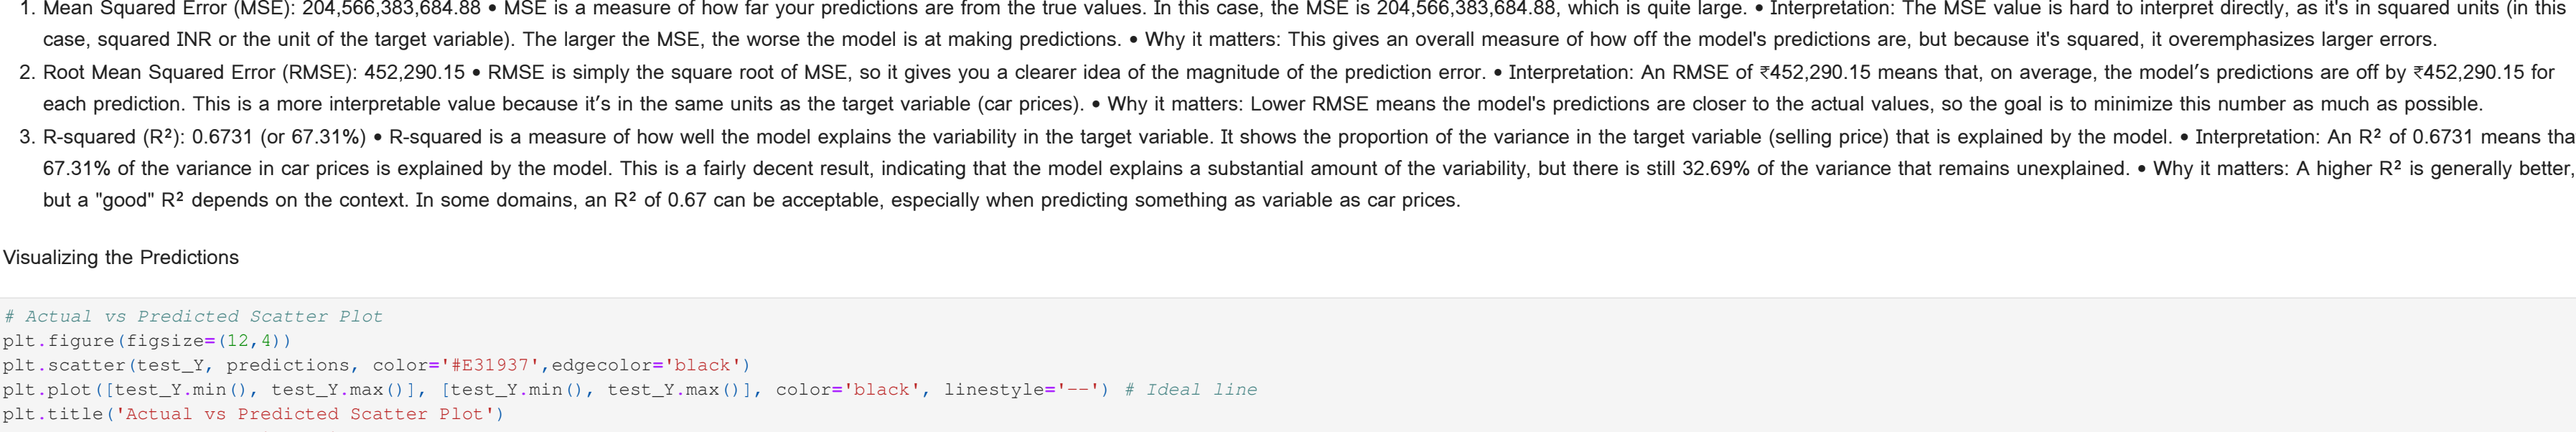 1. Mean Squared Error (MSE): 204,566,383,684.88 • MSE is a measure of how far your predictions are from the true values. In this case, the MSE is 204,566,383,684.88, which is quite large. • Interpretation: The MSE value is hard to interpret directly, as it's in squared units (in this
case, squared INR or the unit of the target variable). The larger the MSE, the worse the model is at making predictions. • Why it matters: This gives an overall measure of how off the model's predictions are, but because it's squared, it overemphasizes larger errors.
2. Root Mean Squared Error (RMSE): 452,290.15 • RMSE is simply the square root of MSE, so it gives you a clearer idea of the magnitude of the prediction error. • Interpretation: An RMSE of ₹452,290.15 means that, on average, the model’s predictions are off by ₹452,290.15 for
each prediction. This is a more interpretable value because it’s in the same units as the target variable (car prices). • Why it matters: Lower RMSE means the model's predictions are closer to the actual values, so the goal is to minimize this number as much as possible.
3. R-squared (R²): 0.6731 (or 67.31%) • R-squared is a measure of how well the model explains the variability in the target variable. It shows the proportion of the variance in the target variable (selling price) that is explained by the model. • Interpretation: An R² of 0.6731 means tha
67.31% of the variance in car prices is explained by the model. This is a fairly decent result, indicating that the model explains a substantial amount of the variability, but there is still 32.69% of the variance that remains unexplained. • Why it matters: A higher R² is generally better,
but a "good" R² depends on the context. In some domains, an R² of 0.67 can be acceptable, especially when predicting something as variable as car prices.
Visualizing the Predictions
# Actual vs Predicted Scatter Plot
plt.figure(figsize=(12,4))
plt.scatter(test_Y, predictions, color='#E31937',edgecolor='black')
plt.plot([test_Y.min(), test_Y.max()], [test_Y.min(), test_Y.max()], color='black', linestyle='--') # Ideal line
plt.title('Actual vs Predicted Scatter Plot')